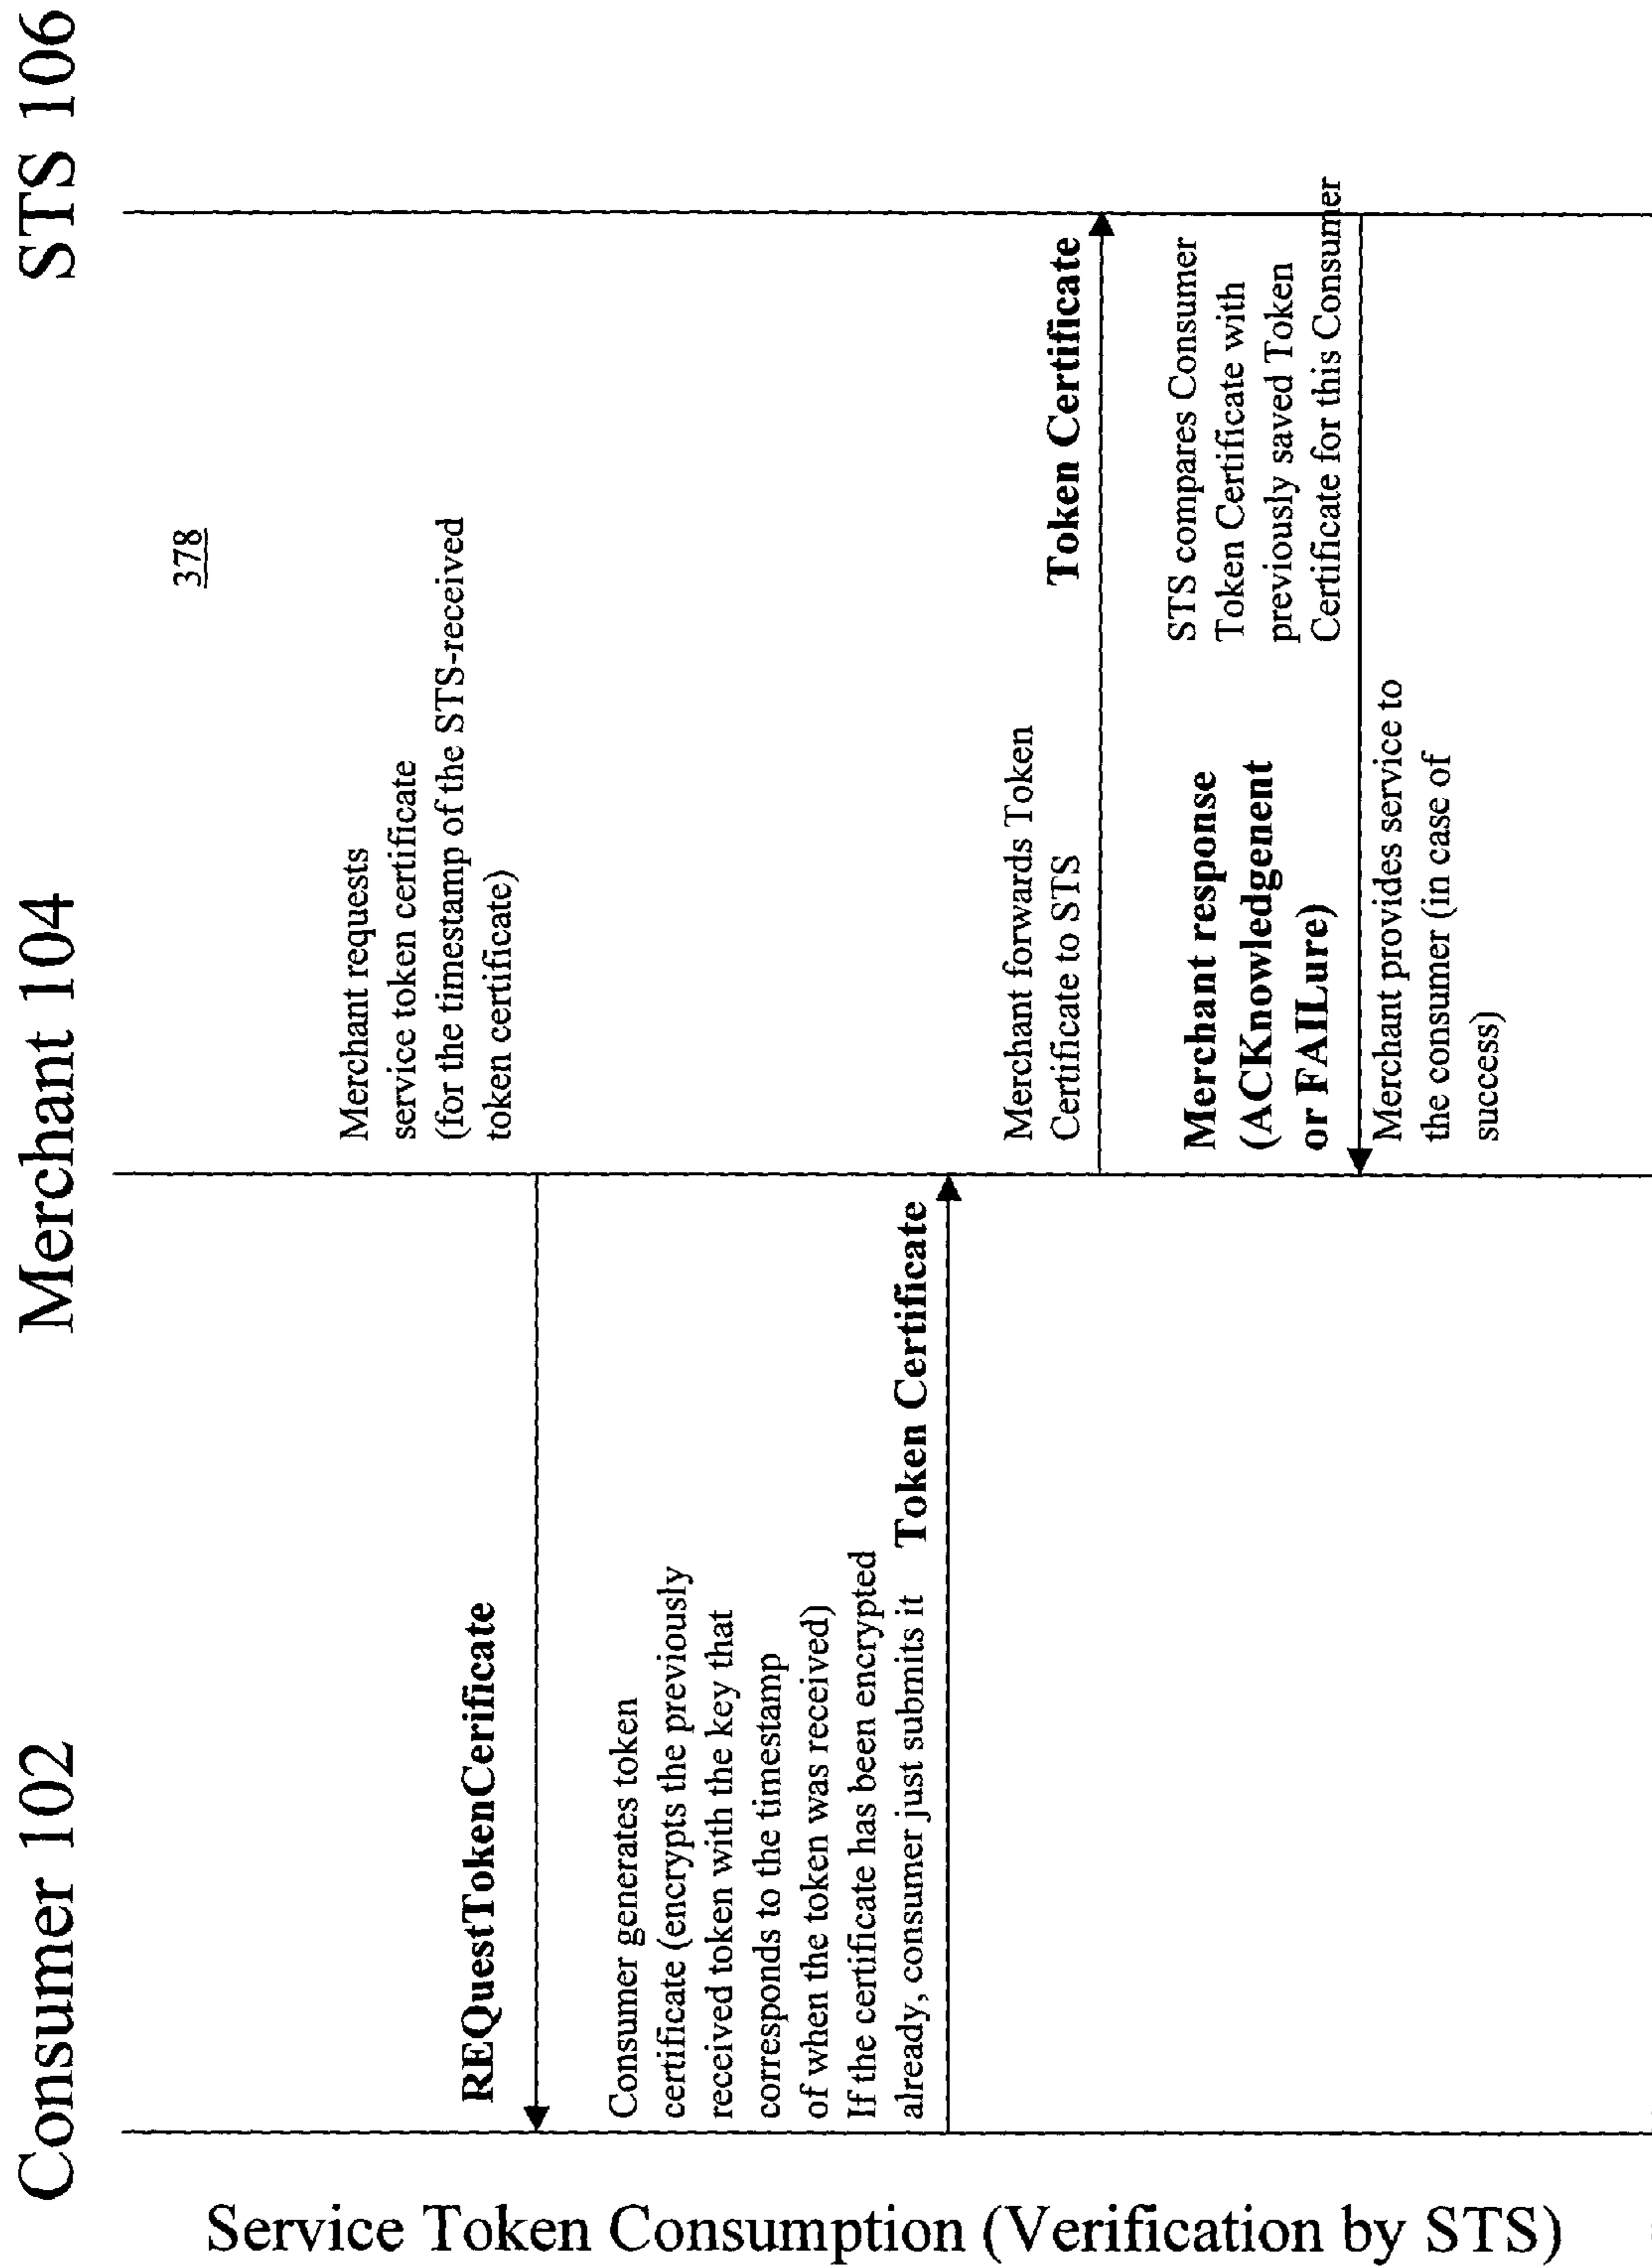 Consumer 102
Merchant 104
STS 106
378
Merchant requests
service token certificate
(for the timestamp of the STS-received
token certificate)
REQuestTokenCerificate
Consumer generates token
certificate (encrypts the previously
received token with the key that
corresponds to the timestamp
of when the token was received)
If the certificate has been encrypted
already, consumer just submits it
Token Certificate
Merchant forwards Token
Certificate to STS
Token Certificate
STS compares Consumer
Token Certificate with
previously saved Token
Certificate for this Consumer
Merchant response
(ACKnowledgenent
or FAILure)
Merchant provides service to
the consumer (in case of
success)
Service Token Consumption (Verification by STS)